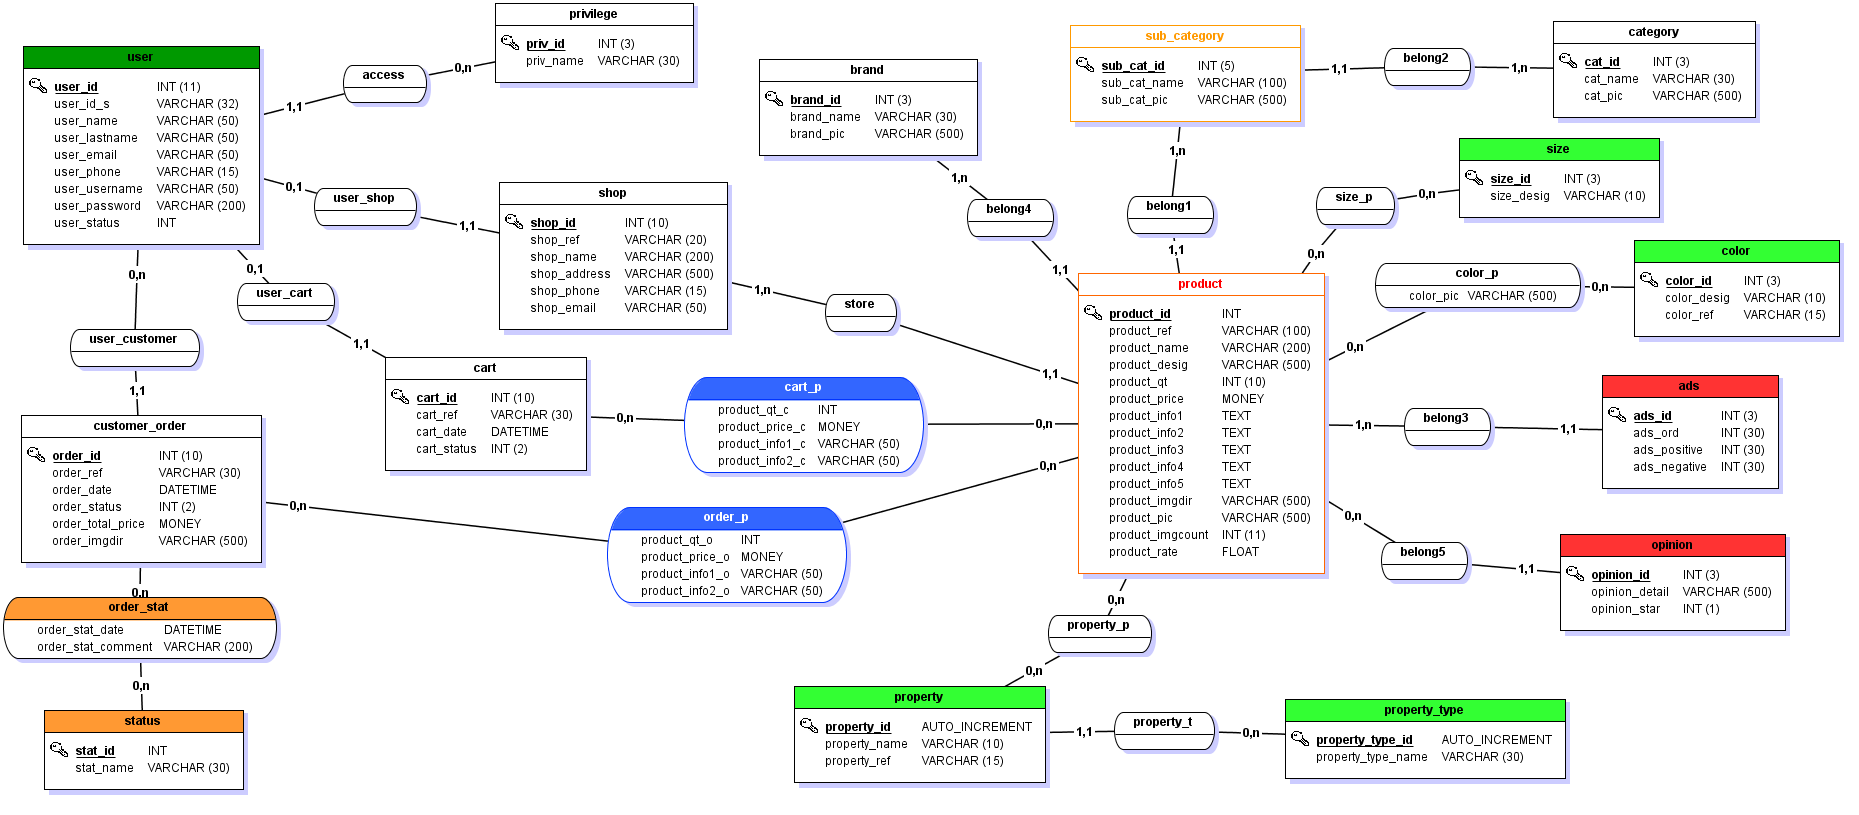 privilege
priv_id INT (3)
priv_name VARCHAR (30)
user
user_id INT (11)
user_id_s VARCHAR (32)
user_name VARCHAR (50)
user_lastname VARCHAR (50)
user_email VARCHAR (50)
user_phone VARCHAR (15)
user_username VARCHAR (50)
user_password VARCHAR (200)
user_status INT
access
0,n
1,1
brand
brand_id INT (3)
brand_name VARCHAR (30)
brand_pic VARCHAR (500)
sub_category
sub_cat_id INT (5)
sub_cat_name VARCHAR (100)
sub_cat_pic VARCHAR (500)
1,1
belong2
1,n
category
cat_id INT (3)
cat_name VARCHAR (30)
cat_pic VARCHAR (500)
0,1
user_shop
1,1
shop
shop_id INT (10)
shop_ref VARCHAR (20)
shop_name VARCHAR (200)
shop_address VARCHAR (500)
shop_phone VARCHAR (15)
shop_email VARCHAR (50)
1,n
belong4
1,1
1,n
belong1
1,1
size
size_id INT (3)
size_desig VARCHAR (10)
size_p
0,n
0,n
color
color_id INT (3)
color_desig VARCHAR (10)
color_ref VARCHAR (15)
color_p
color_pic VARCHAR (500)
0,n
0,n
0,n
user_customer
1,1
0,1
user_cart
1,1
1,n
store
1,1
product
product_id INT
product_ref VARCHAR (100)
product_name VARCHAR (200)
product_desig VARCHAR (500)
product_qt INT (10)
product_price MONEY
product_info1 TEXT
product_info2 TEXT
product_info3 TEXT
product_info4 TEXT
product_info5 TEXT
product_imgdir VARCHAR (500)
product_pic VARCHAR (500)
product_imgcount INT (11)
product_rate FLOAT
cart
cart_id INT (10)
cart_ref VARCHAR (30)
cart_date DATETIME
cart_status INT (2)
0,n
cart_p
product_qt_c INT
product_price_c MONEY
product_info1_c VARCHAR (50)
product_info2_c VARCHAR (50)
0,n
ads
ads_id INT (3)
ads_ord INT (30)
ads_positive INT (30)
ads_negative INT (30)
1,n
belong3
1,1
customer_order
order_id INT (10)
order_ref VARCHAR (30)
order_date DATETIME
order_status INT (2)
order_total_price MONEY
order_imgdir VARCHAR (500)
0,n
order_p
product_qt_o INT
product_price_o MONEY
product_info1_o VARCHAR (50)
product_info2_o VARCHAR (50)
0,n
0,n
belong5
1,1
opinion
opinion_id INT (3)
opinion_detail VARCHAR (500)
opinion_star INT (1)
0,n
order_stat
order_stat_date DATETIME
order_stat_comment VARCHAR (200)
0,n
status
stat_id INT
stat_name VARCHAR (30)
0,n
property_p
0,n
property
property_id AUTO_INCREMENT
property_name VARCHAR (10)
property_ref VARCHAR (15)
1,1
property_t
0,n
property_type
property_type_id AUTO_INCREMENT
property_type_name VARCHAR (30)